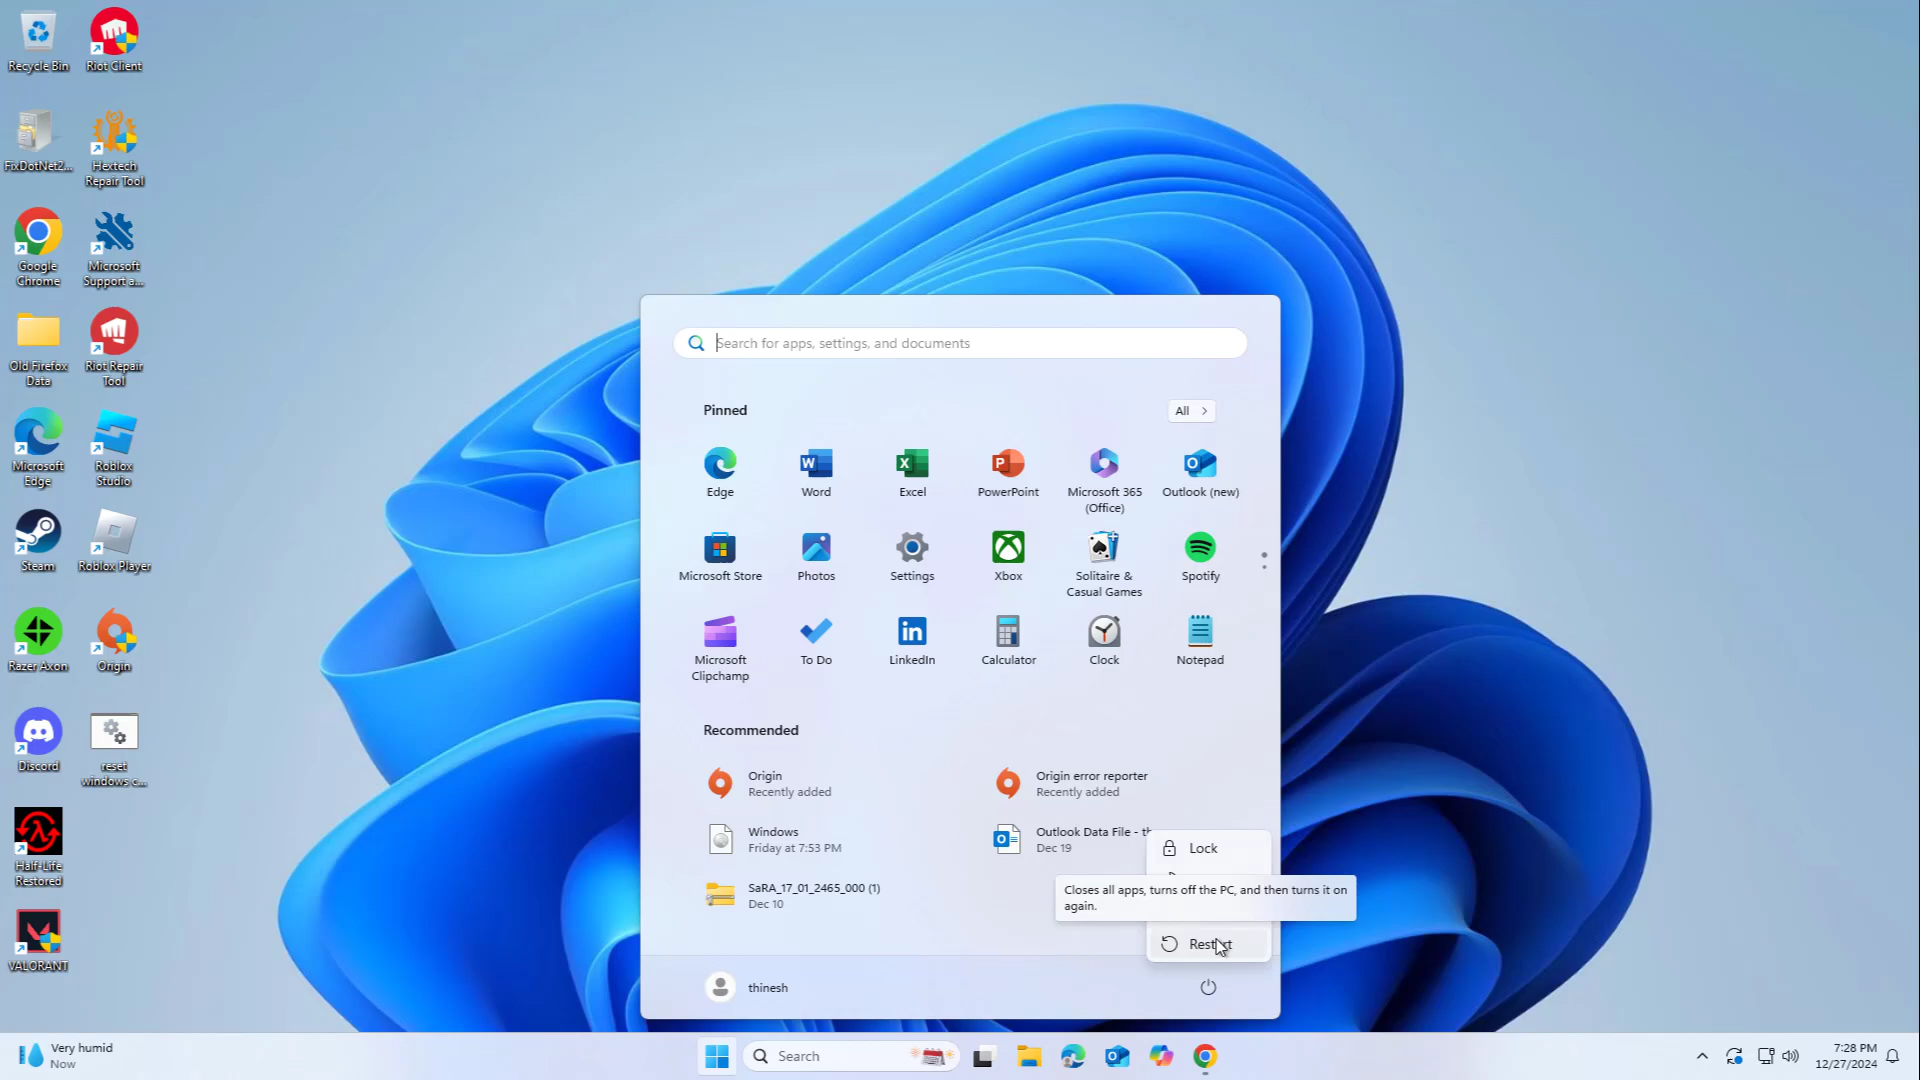 Recycle Bin
Riot Client
FixDotNet2...
Hextech
Repair Tool
Google
Chrome
Microsoft
Support a...
Old Firefox
Data
Riot Repair
Tool
Microsoft
Edge
Roblox
Studio
Steam
Roblox Player
Razer Axon
Origin
Discord
reset
windows c...
Half-Life
Restored
VALORANT
Search for apps, settings, and documents
Pinned
All
Edge
Word
Excel
PowerPoint
Microsoft 365
(Office)
Outlook (new)
Microsoft Store
Photos
Settings
Xbox
Solitaire &
Casual Games
Spotify
Microsoft
Clipchamp
To Do
LinkedIn
Calculator
Clock
Notepad
Recommended
Origin
Recently added
Origin error reporter
Recently added
Windows
Friday at 7:53 PM
Outlook Data File - th
Dec 19
SaRA_17_01_2465_000 (1)
Dec 10
Lock
Closes all apps, turns off the PC, and then turns it on
again.
Restart
thinesh
Very humid
Now
Search
7:28 PM
12/27/2024